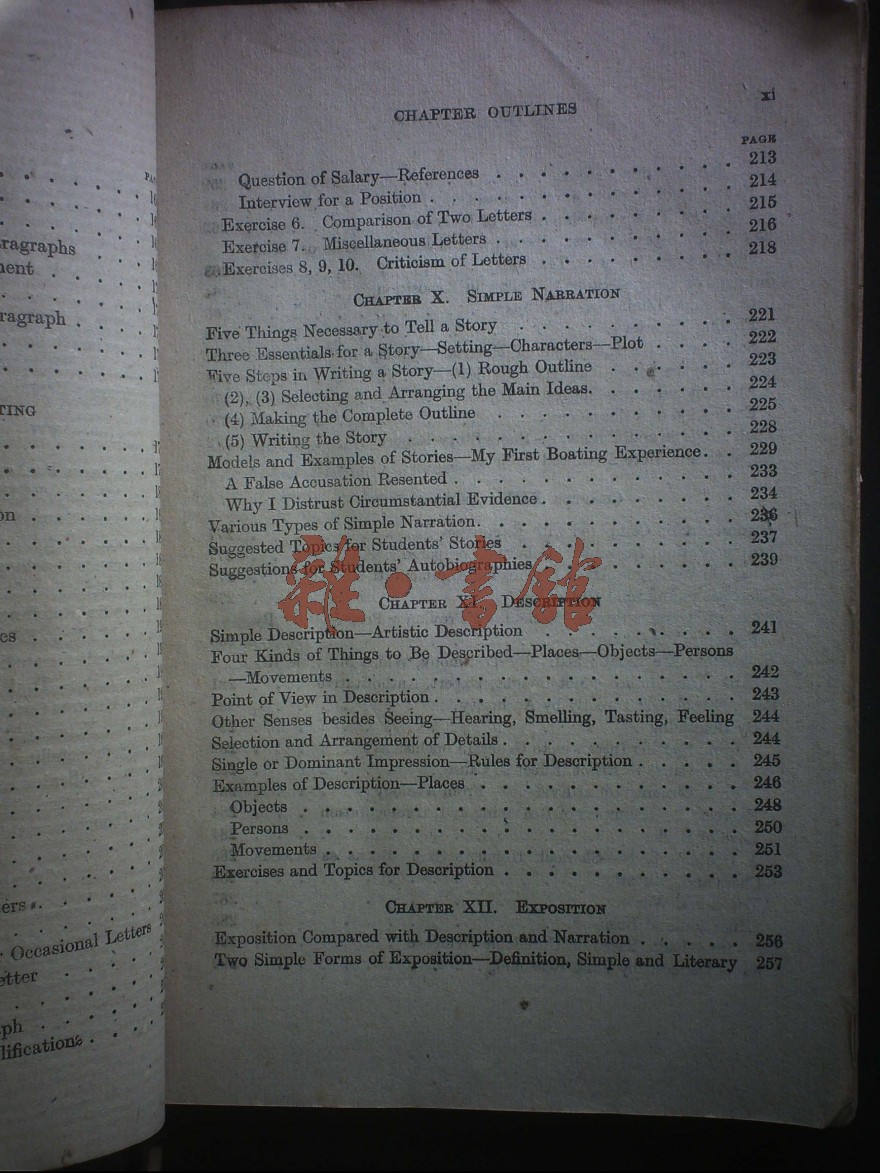 ragraphs
ragraph
TING
Occasional Letters
CHAPTER OUTLINES xi
PAGE
Question of Salary—References 213
Interview for a Position 214
Exercise 6. Comparison of Two Letters 215
Exercise 7. Miscellaneous Letters 216
Exercises 8, 9, 10. Criticism of Letters 218
CHAPTER X. SIMPLE NARRATION
Five Things Necessary to Tell a Story 221
Three Essentials for a Story—Setting—Characters—Plot 222
Five Steps in Writing a Story—(1) Rough Outline 223
(2), (3) Selecting and Arranging the Main Ideas 224
(4) Making the Complete Outline 225
(5) Writing the Story 228
Models and Examples of Stories—My First Boating Experience 229
A False Accusation Resented 233
Why I Distrust Circumstantial Evidence 234
Various Types of Simple Narration 236
Suggested Topics for Students' Stories 237
Suggestions for Students' Autobiographies 239
雜·書館
CHAPTER XI. DESCRIPTION
Simple Description—Artistic Description 241
Four Kinds of Things to Be Described—Places—Objects—Persons
—Movements 242
Point of View in Description 243
Other Senses besides Seeing—Hearing, Smelling, Tasting, Feeling 244
Selection and Arrangement of Details 244
Single or Dominant Impression—Rules for Description 245
Examples of Description—Places 246
Objects 248
Persons 250
Movements 251
Exercises and Topics for Description 253
CHAPTER XII. EXPOSITION
Exposition Compared with Description and Narration 256
Two Simple Forms of Exposition—Definition, Simple and Literary 257